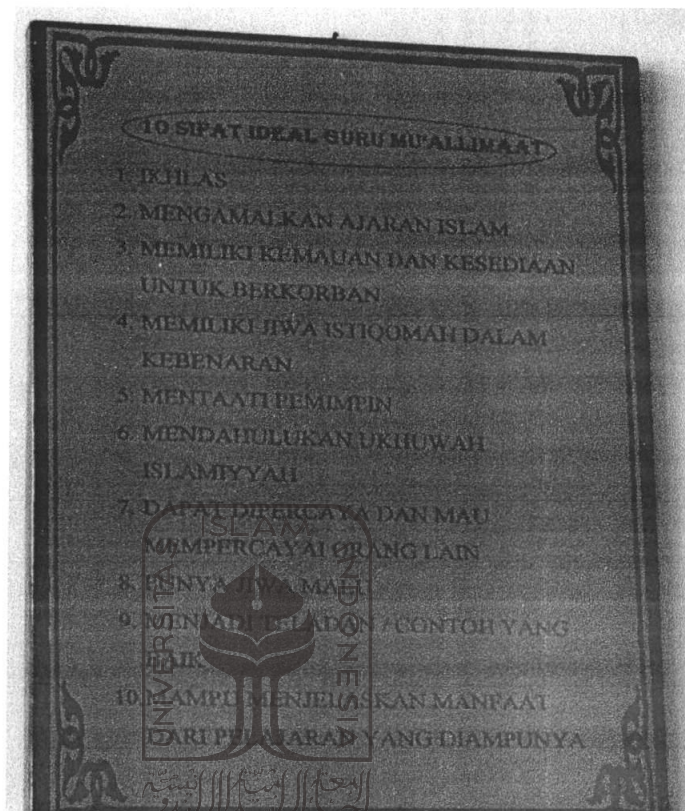 10 SIFAT IDEAL GURU MU'ALLIMAAT
1. IKHLAS
2. MENGAMALKAN AJARAN ISLAM
3. MEMILIKI KEMAUAN DAN KESEDIAAN
UNTUK BERKORBAN
4. MEMILIKI JIWA ISTIQOMAH DALAM
KEBENARAN
5. MENTAATI PEMIMPIN
6. MENDAHULUKAN UKHUWAH
ISLAMIYYAH
7. DAPAT DIPERCAYA DAN MAU
MEMPERCAYAI ORANG LAIN
8. PUNYA JIWA
9. MENJADI TELADAN / CONTOH YANG
BAIK
10. MAMPU MENJELASKAN MANFAAT
DARI PELAJARAN YANG DIAMPUNYA
ISLAM
UNIVERSITAS
INDONESIA